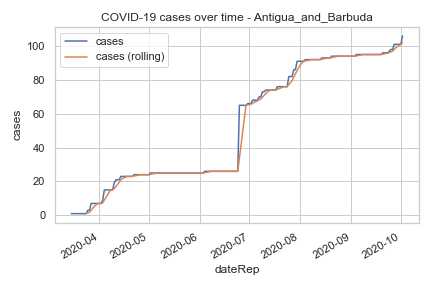 COVID-19 cases over time - Antigua_and_Barbuda
cases
cases (rolling)
100
80
60
40
20
0
cases
2020-04
2020-05
2020-06
2020-07
2020-08
2020-09
2020-10
dateRep